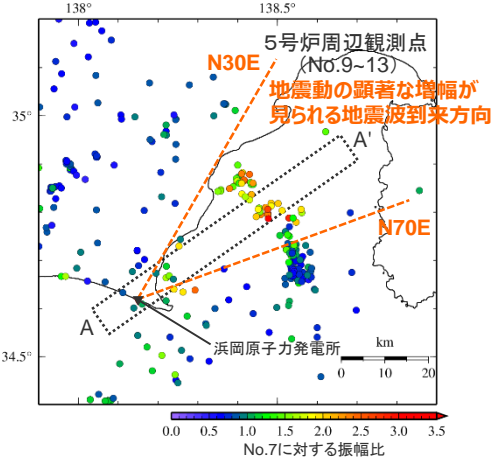 138°
138.5°
5号炉周辺観測点
（No.9~13）
N30E
地震動の顕著な増幅が
見られる地震波到来方向
35°
A'
N70E
A
浜岡原子力発電所
km
0 10 20
34.5°
0.0 0.5 1.0 1.5 2.0 2.5 3.0 3.5
No.7に対する振幅比